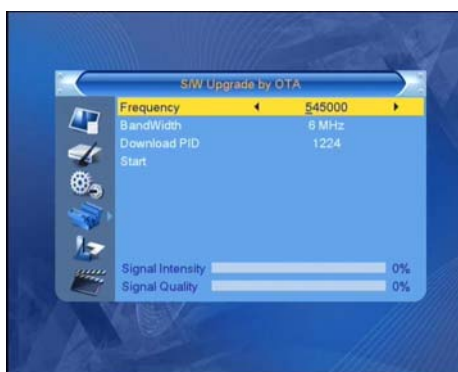 S/W Upgrade by OTA
Frequency 545000
BandWidth 6 MHz
Download PID 1224
Start
Signal Intensity 0%
Signal Quality 0%